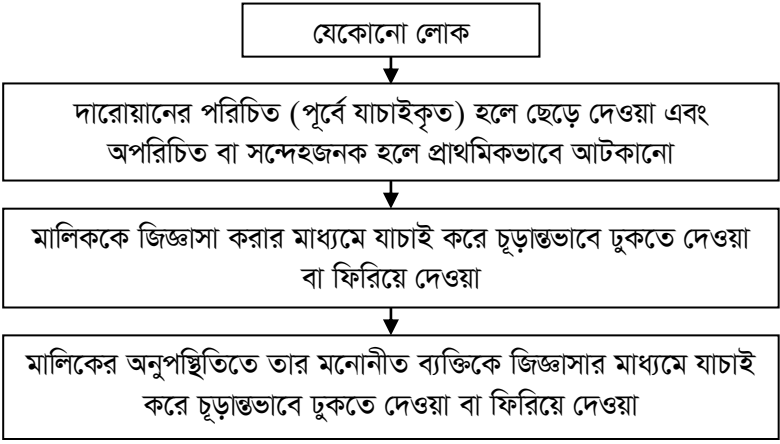 যেকোনো লোক
দারোয়ানের পরিচিত (পূর্বে যাচাইকৃত) হলে ছেড়ে দেওয়া এবং
অপরিচিত বা সন্দেহজনক হলে প্রাথমিকভাবে আটকানো
মালিককে জিজ্ঞাসা করার মাধ্যমে যাচাই করে চূড়ান্তভাবে ঢুকতে দেওয়া
বা ফিরিয়ে দেওয়া
মালিকের অনুপস্থিতিতে তার মনোনীত ব্যক্তিকে জিজ্ঞাসার মাধ্যমে যাচাই
করে চূড়ান্তভাবে ঢুকতে দেওয়া বা ফিরিয়ে দেওয়া